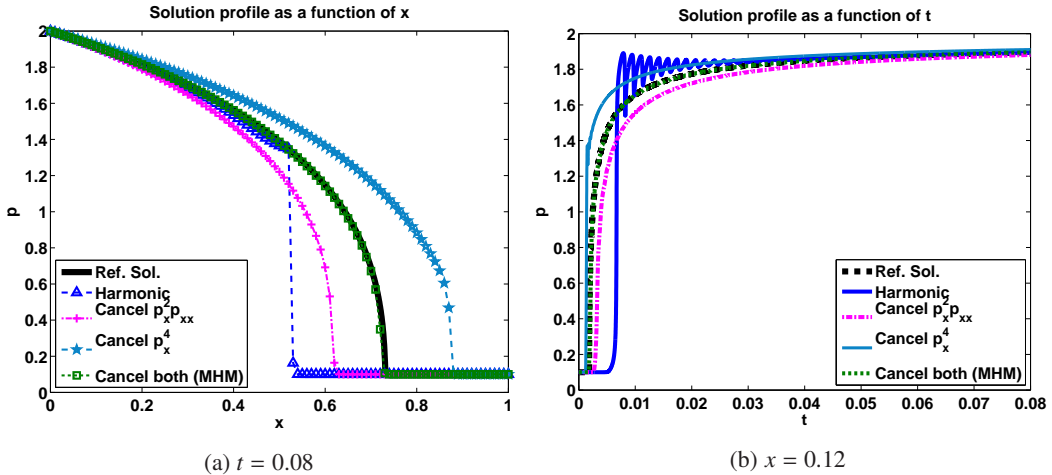 Solution profile as a function of x
2
1.8
1.6
1.4
1.2
1
0.8
0.6
0.4
0.2
0
p
Ref. Sol.
Harmonic
Cancel p_x^2 p_xx
Cancel p_x^4
Cancel both (MHM)
0 0.2 0.4 0.6 0.8 1
x
(a) t = 0.08
Solution profile as a function of t
2
1.8
1.6
1.4
1.2
1
0.8
0.6
0.4
0.2
0
p
Ref. Sol.
Harmonic
Cancel p_x^2 p_xx
Cancel p_x^4
Cancel both (MHM)
0 0.01 0.02 0.03 0.04 0.05 0.06 0.07 0.08
t
(b) x = 0.12